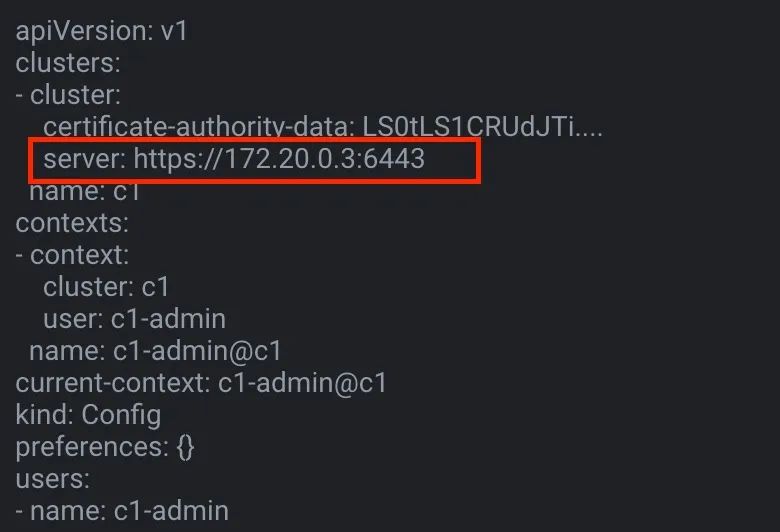 apiVersion: v1
clusters:
- cluster:
certificate-authority-data: LS0tLS1CRUdJTi....
server: https://172.20.0.3:6443
name: c1
contexts:
- context:
cluster: c1
user: c1-admin
name: c1-admin@c1
current-context: c1-admin@c1
kind: Config
preferences: {}
users:
- name: c1-admin